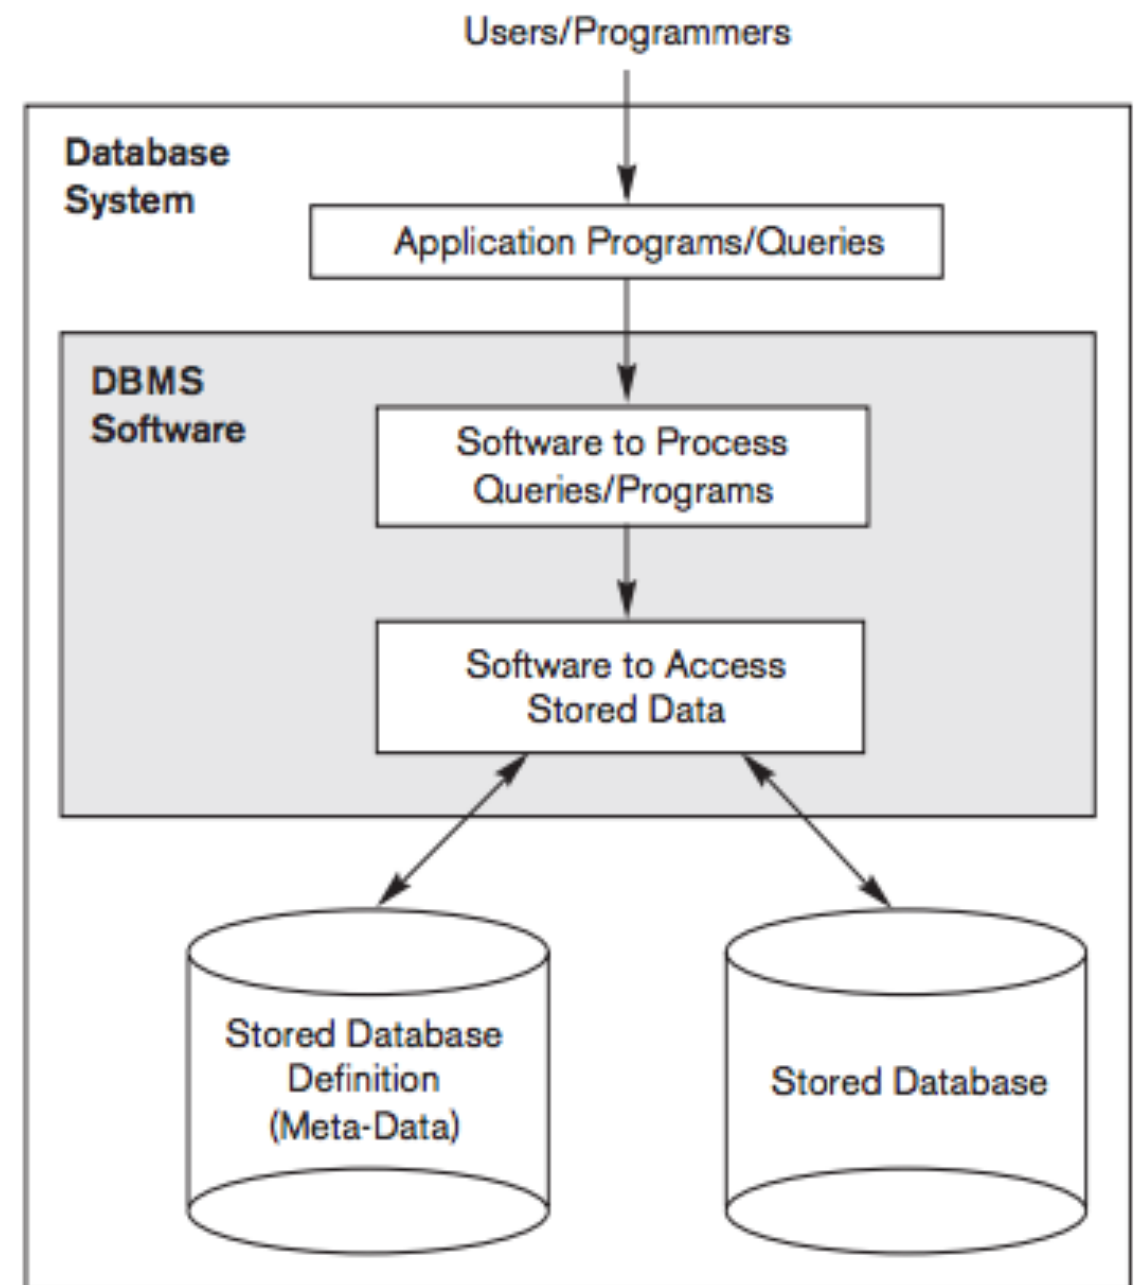 Users/Programmers
Database
System
Application Programs/Queries
DBMS
Software
Software to Process
Queries/Programs
Software to Access
Stored Data
Stored Database
Definition
(Meta-Data)
Stored Database